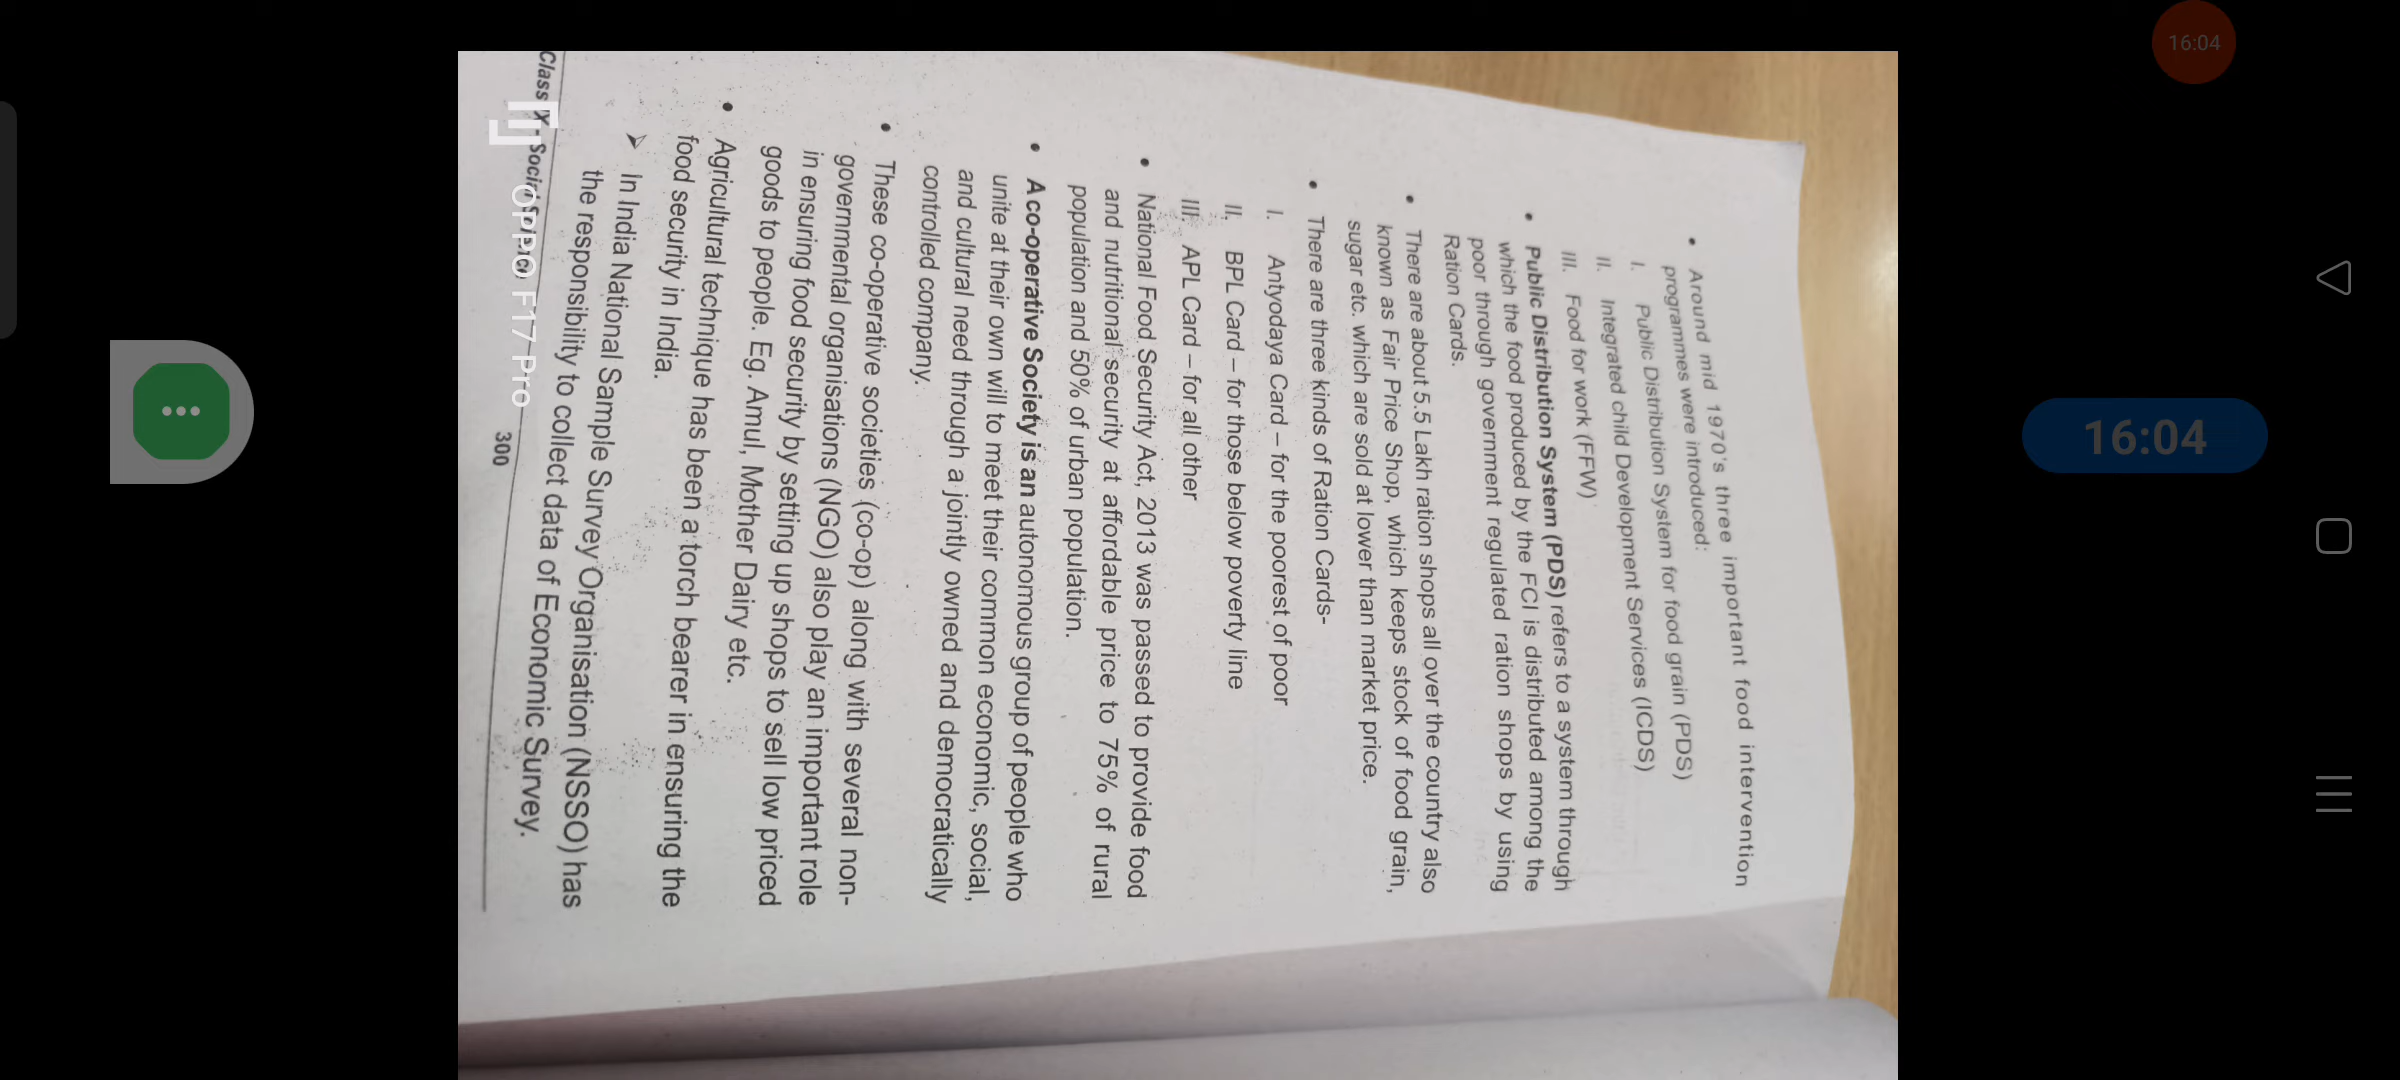 • Around mid 1970's three important food intervention
programmes were introduced:
I. Public Distribution System for food grain (PDS)
II. Integrated child Development Services (ICDS)
III. Food for work (FFW)
• Public Distribution System (PDS) refers to a system through
which the food produced by the FCI is distributed among the
poor through government regulated ration shops by using
Ration Cards.
• There are about 5.5 Lakh ration shops all over the country also
known as Fair Price Shop, which keeps stock of food grain,
sugar etc. which are sold at lower than market price.
• There are three kinds of Ration Cards-
I. Antyodaya Card – for the poorest of poor
II. BPL Card – for those below poverty line
III. APL Card – for all other
• National Food Security Act, 2013 was passed to provide food
and nutritional security at affordable price to 75% of rural
population and 50% of urban population.
• A co-operative Society is an autonomous group of people who
unite at their own will to meet their common economic, social,
and cultural need through a jointly owned and democratically
controlled company.
• These co-operative societies (co-op) along with several non-
governmental organisations (NGO) also play an important role
in ensuring food security by setting up shops to sell low priced
goods to people. Eg. Amul, Mother Dairy etc.
• Agricultural technique has been a torch bearer in ensuring the
food security in India.
➢ In India National Sample Survey Organisation (NSSO) has
the responsibility to collect data of Economic Survey.
300
Class IX - Social Science
OPPO F17 Pro
16:04
16:04